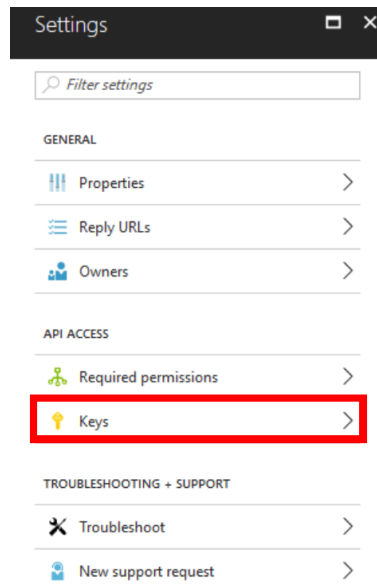 Settings
Filter settings
GENERAL
Properties
Reply URLs
Owners
API ACCESS
Required permissions
Keys
TROUBLESHOOTING + SUPPORT
Troubleshoot
New support request